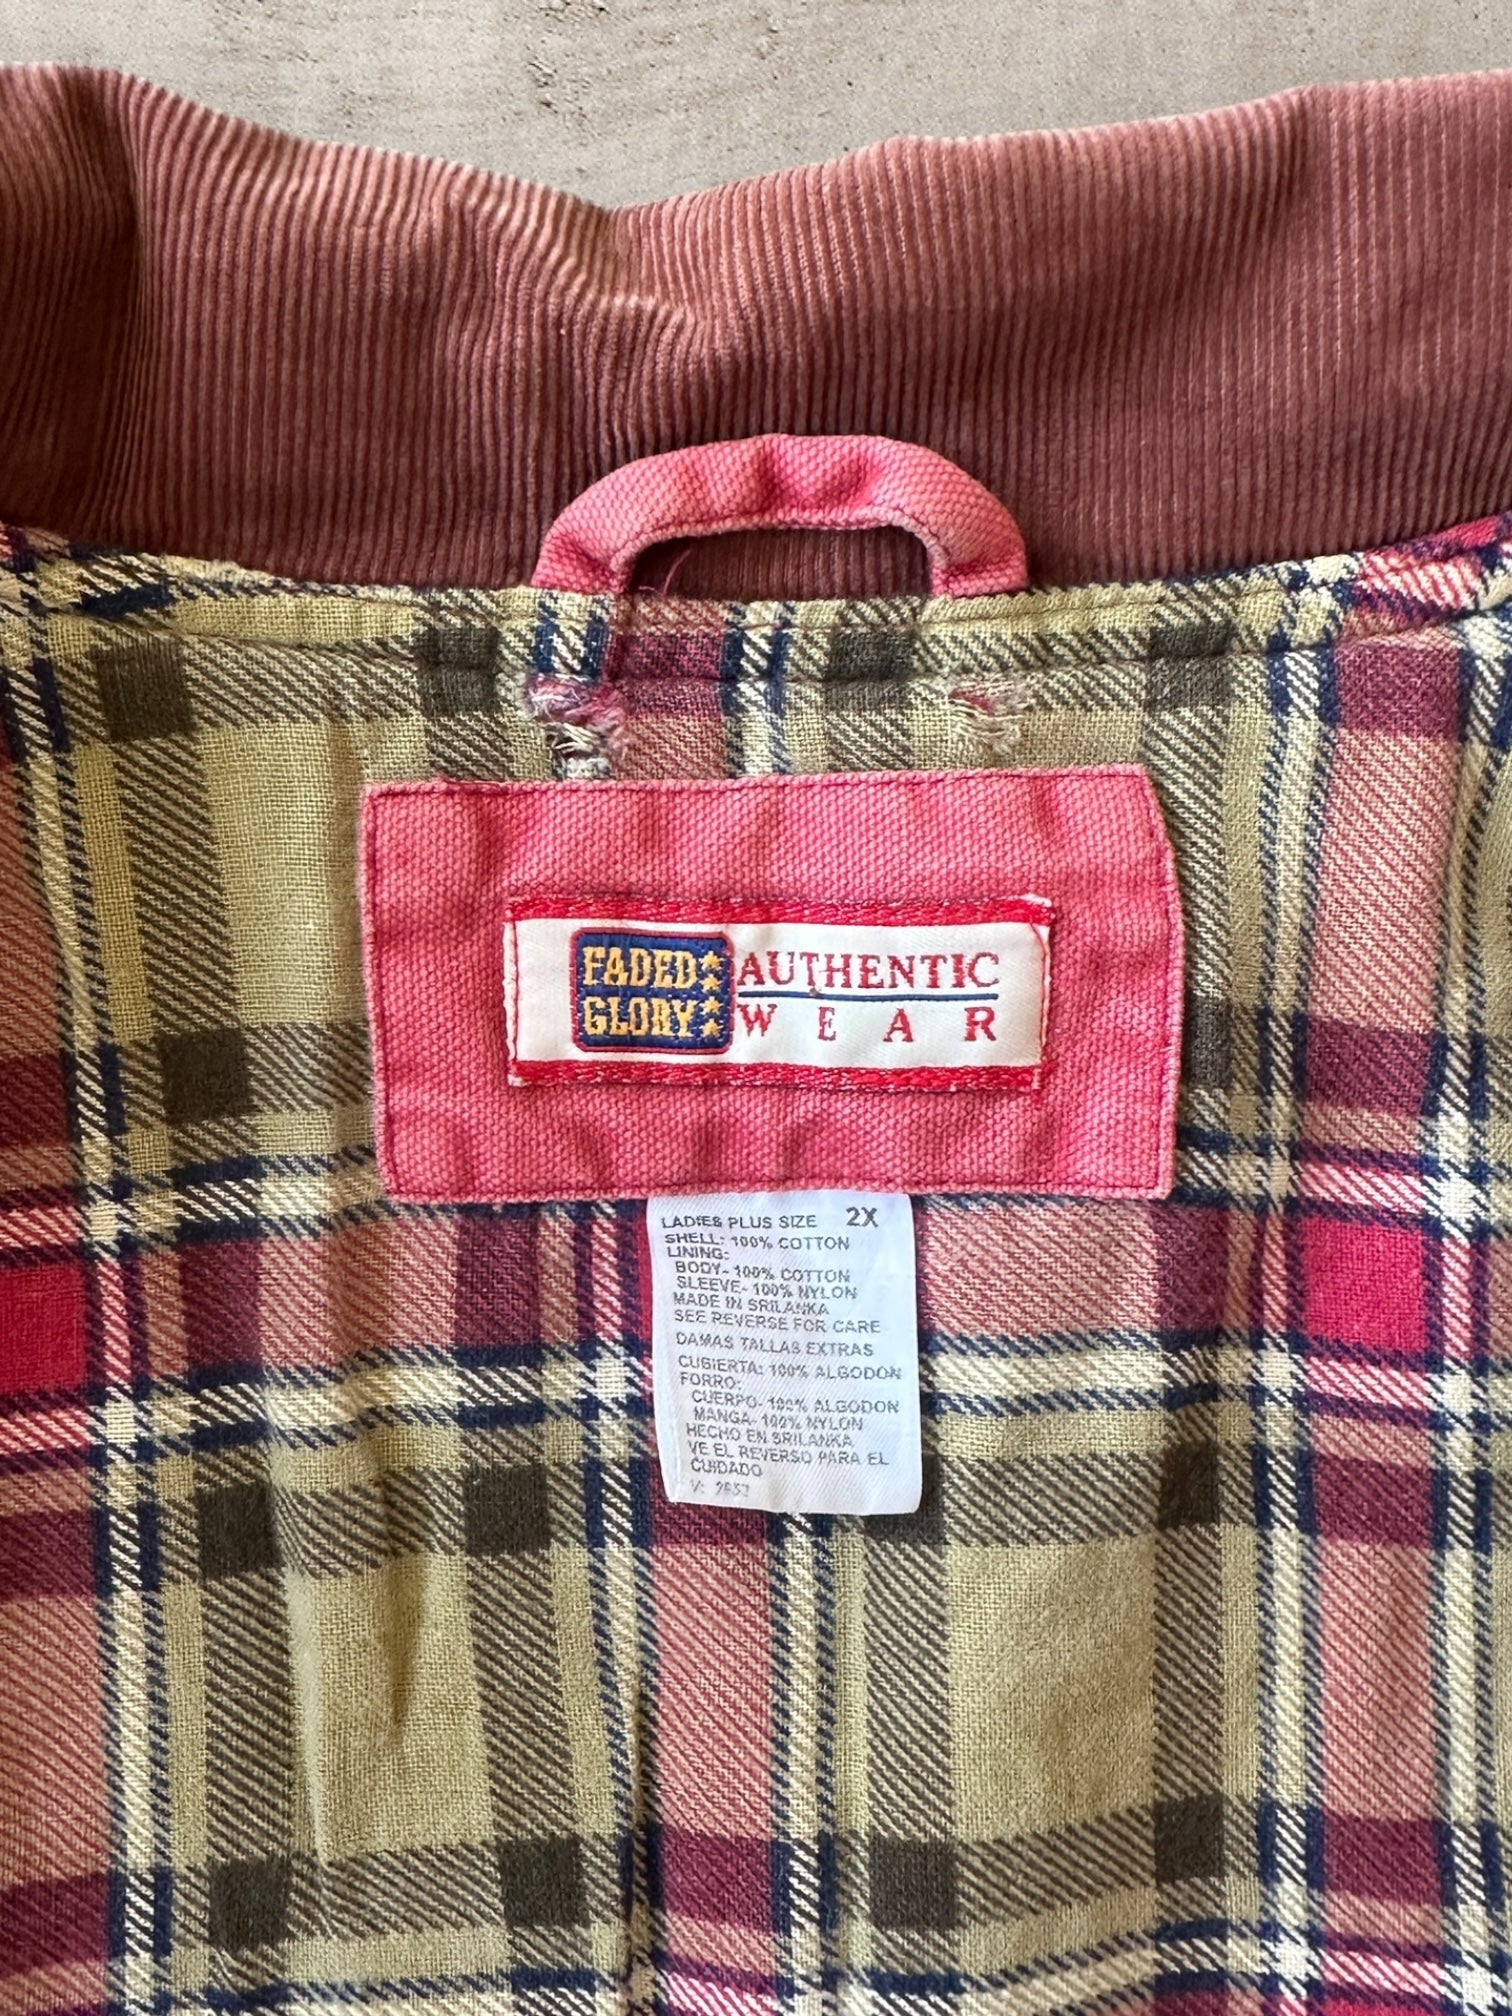 FADED
GLORY
AUTHENTIC
WEAR
LADIES PLUS SIZE 2X
SHELL: 100% COTTON
LINING:
BODY- 100% COTTON
SLEEVE- 100% NYLON
MADE IN SRILANKA
SEE REVERSE FOR CARE
DAMAS TALLAS EXTRAS
CUBIERTA: 100% ALGODON
FORRO:
CUERPO- 100% ALGODON
MANGA- 100% NYLON
HECHO EN SRILANKA
VE EL REVERSO PARA EL
CUIDADO
V: